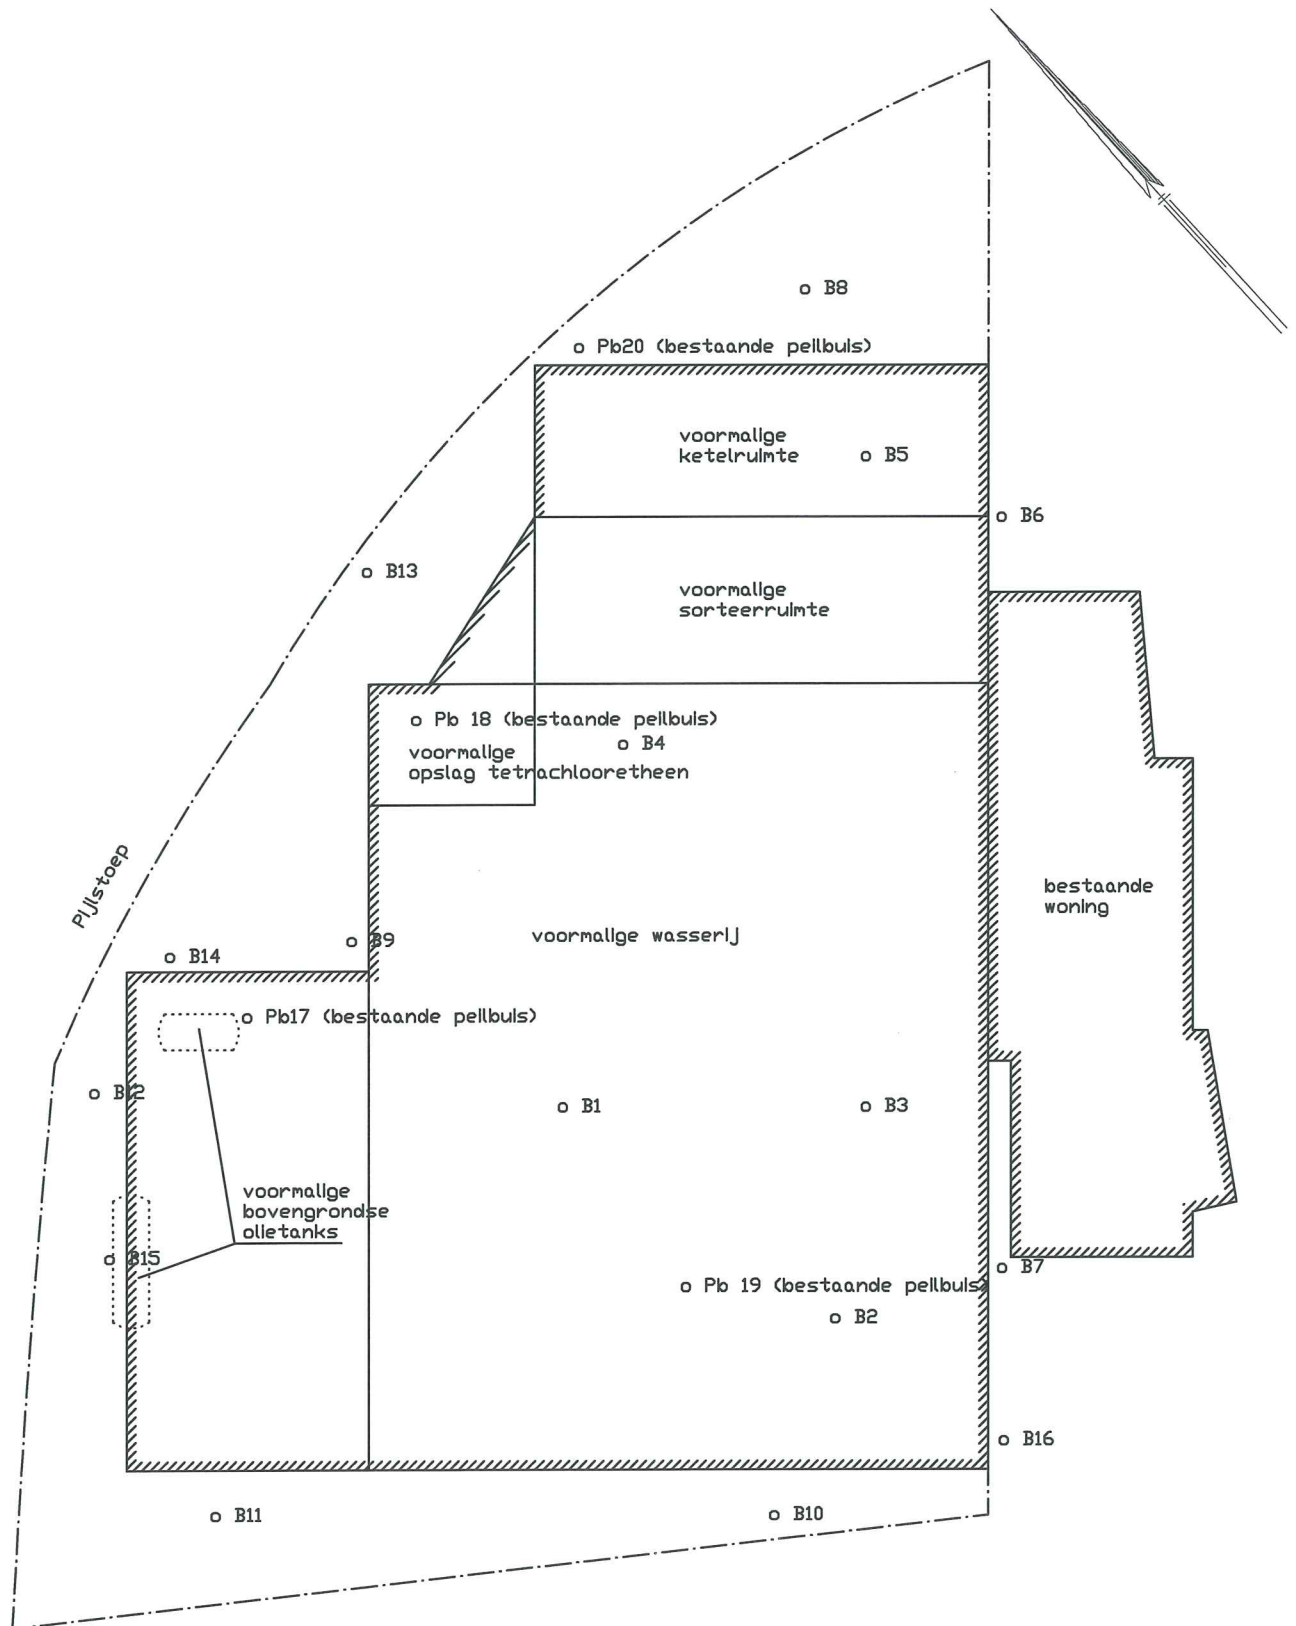 B8
Pb20 (bestaande peilbuis)
voormalige
ketelruimte
B5
B6
B13
voormalige
sorteerruimte
Pb 18 (bestaande peilbuis)
B4
voormalige
opslag tetrachlooretheen
Pijlstoep
bestaande
woning
voormalige wasserij
B9
B14
Pb17 (bestaande peilbuis)
B12
B1
B3
voormalige
bovengrondse
olietanks
B15
B7
Pb 19 (bestaande peilbuis)
B2
B16
B11
B10